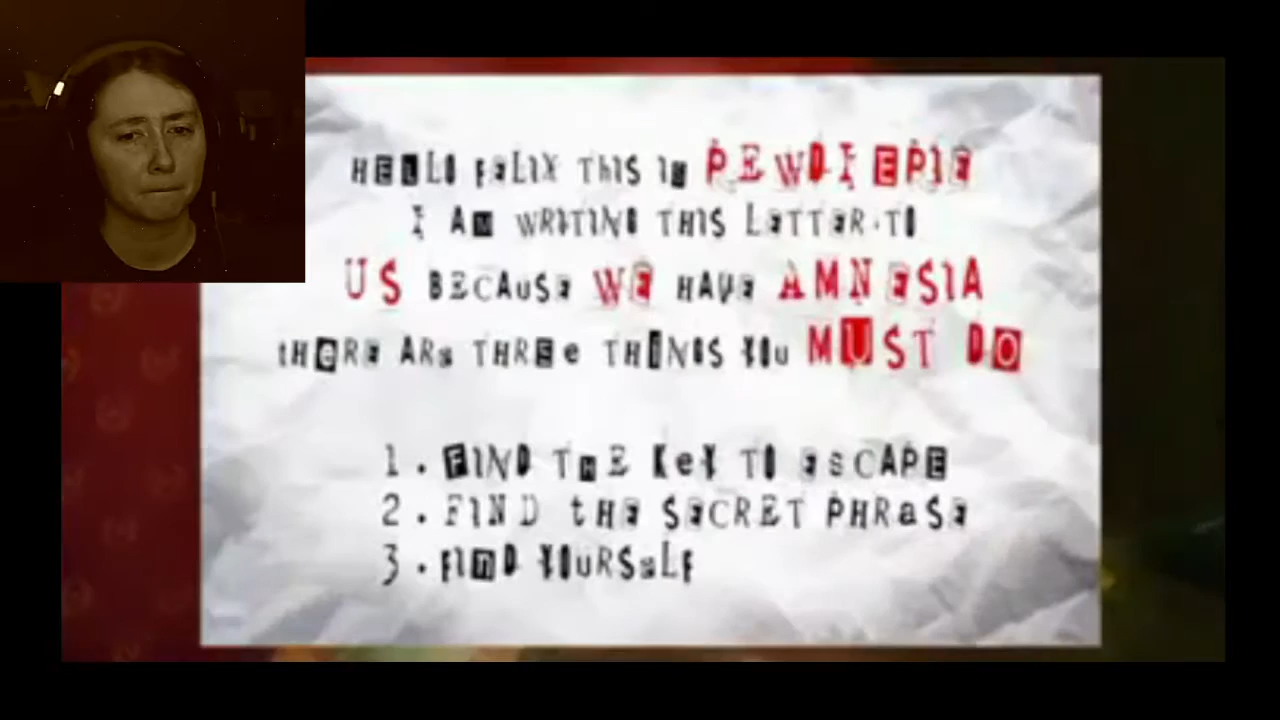 HELLO FELIX THIS IS PEWDIEPIE
I AM WRITING THIS LETTER TO
US BECAUSE WE HAVE AMNESIA
THERE ARE THREE THINGS YOU MUST DO
1. FIND THE KEY TO ESCAPE
2. FIND THE SECRET PHRASE
3. FIND YOURSELF